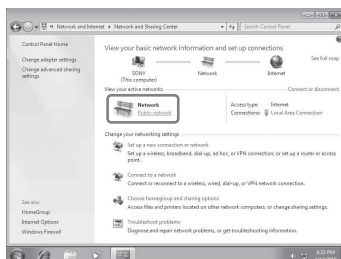 « Network and Internet ▸ Network and Sharing Center
Search Control Panel
Control Panel Home
Change adapter settings
Change advanced sharing
settings
View your basic network information and set up connections
See full map
SONY
(This computer)
Network
Internet
View your active networks
Connect or disconnect
Network
Public network
Access type: Internet
Connections: Local Area Connection
Change your networking settings
Set up a new connection or network
Set up a wireless, broadband, dial-up, ad hoc, or VPN connection; or set up a router or access
point.
Connect to a network
Connect or reconnect to a wireless, wired, dial-up, or VPN network connection.
Choose homegroup and sharing options
Access files and printers located on other network computers, or change sharing settings.
Troubleshoot problems
Diagnose and repair network problems, or get troubleshooting information.
See also
HomeGroup
Internet Options
Windows Firewall
8:33 PM